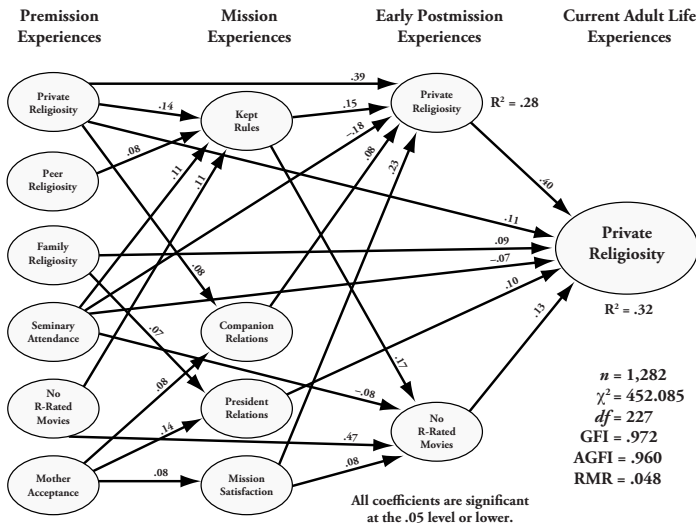 Premission
Experiences
Mission
Experiences
Early Postmission
Experiences
Current Adult Life
Experiences
Private
Religiosity
Peer
Religiosity
Family
Religiosity
Seminary
Attendance
No
R-Rated
Movies
Mother
Acceptance
Kept
Rules
Companion
Relations
President
Relations
Mission
Satisfaction
Private
Religiosity
R² = .28
No
R-Rated
Movies
Private
Religiosity
R² = .32
.39
.14
.15
.08
–.18
.11
.11
.08
.23
.40
.11
.09
–.07
.08
.10
.07
.13
.08
.17
–.08
.14
.47
.08
.08
n = 1,282
χ² = 452.085
df = 227
GFI = .972
AGFI = .960
RMR = .048
All coefficients are significant
at the .05 level or lower.